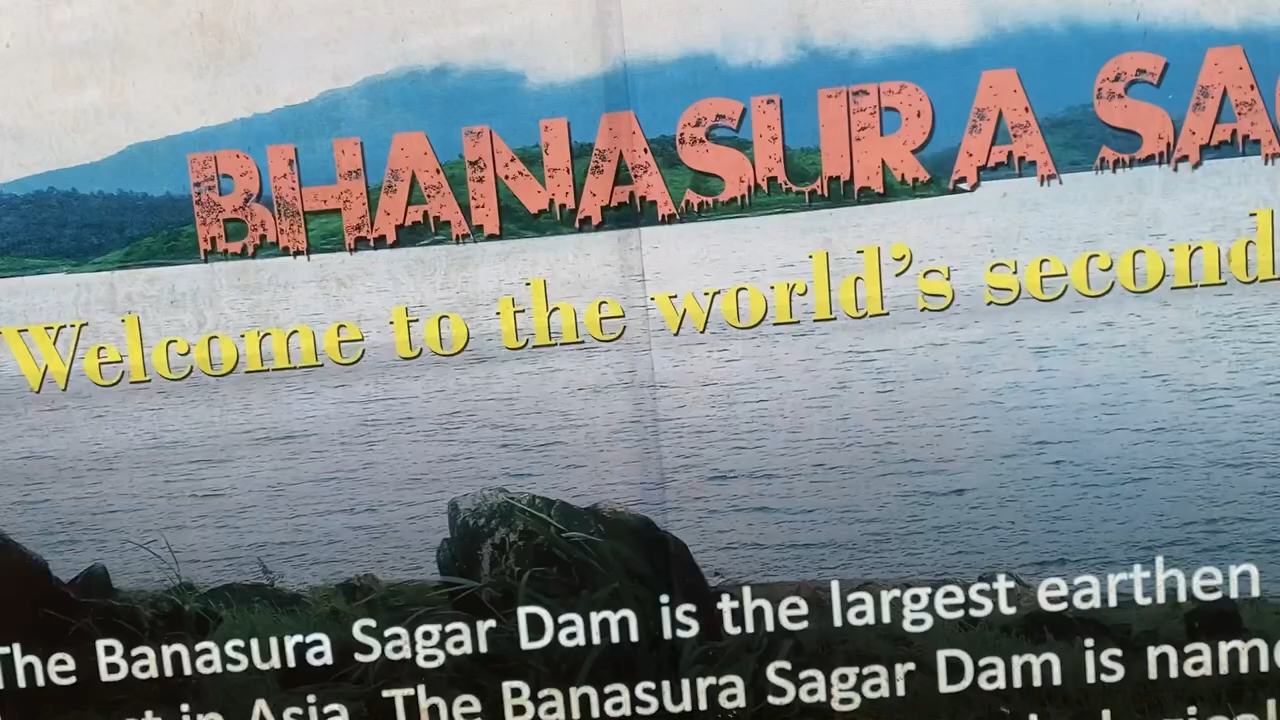 BHANASURA SA
Welcome to the world's second
The Banasura Sagar Dam is the largest earthen
in Asia. The Banasura Sagar Dam is